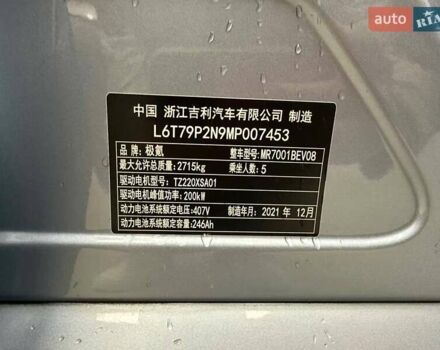 auto RIA
中国 浙江吉利汽车有限公司 制造
L6T79P2N9MP007453
品牌：极氪 整车型号：MR7001BEV08
最大允许总质量：2715kg 乘坐人数：5
驱动电机型号：TZ220XSA01
驱动电机峰值功率：200kW
动力电池系统额定电压：407V 制造年月：2021 年 12月
动力电池系统额定容量：246Ah